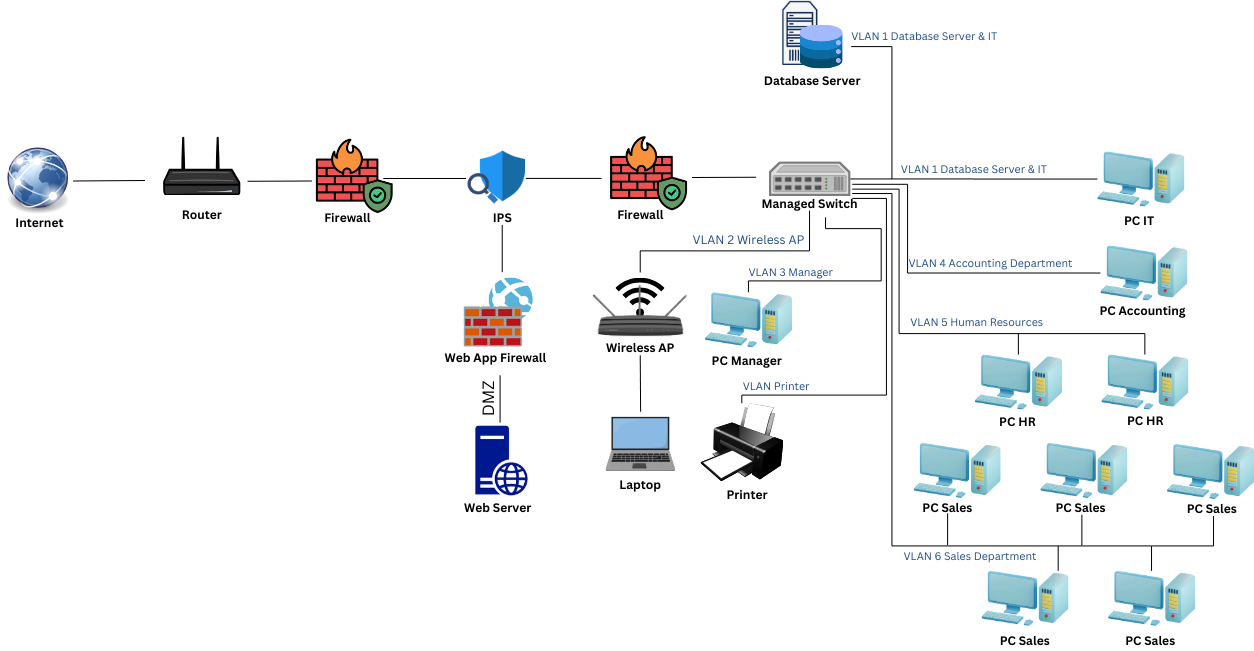 VLAN 1 Database Server & IT
Database Server
VLAN 1 Database Server & IT
Internet
Router
Firewall
IPS
Firewall
Managed Switch
PC IT
VLAN 2 Wireless AP
VLAN 3 Manager
VLAN 4 Accounting Department
PC Accounting
VLAN 5 Human Resources
Web App Firewall
Wireless AP
PC Manager
DMZ
VLAN Printer
PC HR
PC HR
Laptop
Printer
Web Server
PC Sales
PC Sales
PC Sales
VLAN 6 Sales Department
PC Sales
PC Sales